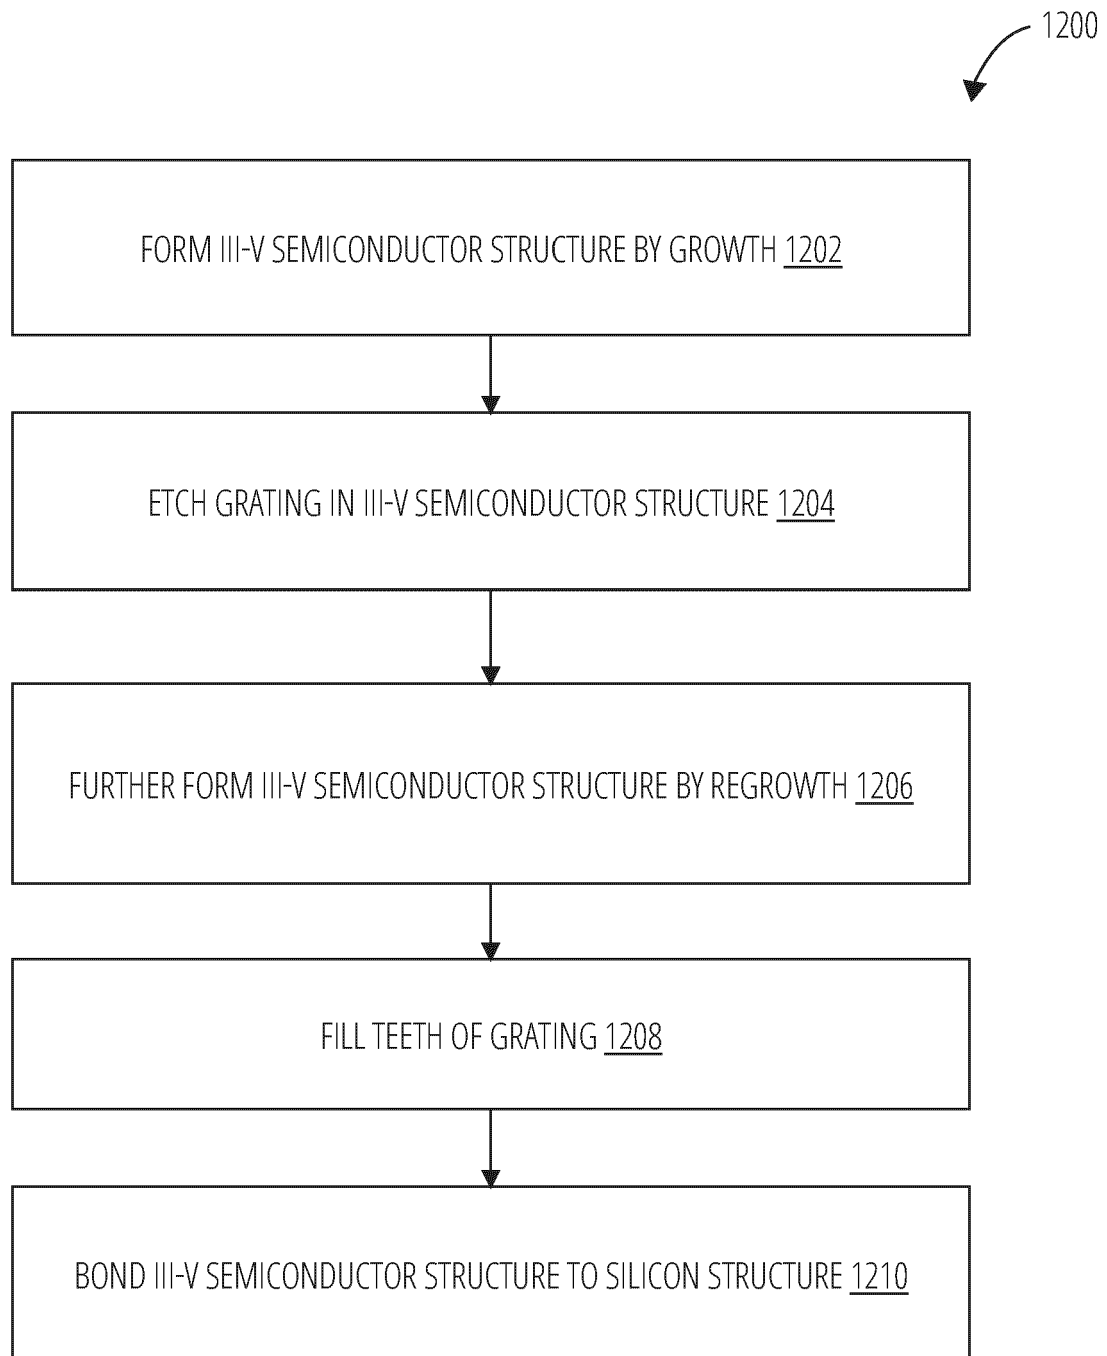 1200
FORM III-V SEMICONDUCTOR STRUCTURE BY GROWTH 1202
ETCH GRATING IN III-V SEMICONDUCTOR STRUCTURE 1204
FURTHER FORM III-V SEMICONDUCTOR STRUCTURE BY REGROWTH 1206
FILL TEETH OF GRATING 1208
BOND III-V SEMICONDUCTOR STRUCTURE TO SILICON STRUCTURE 1210